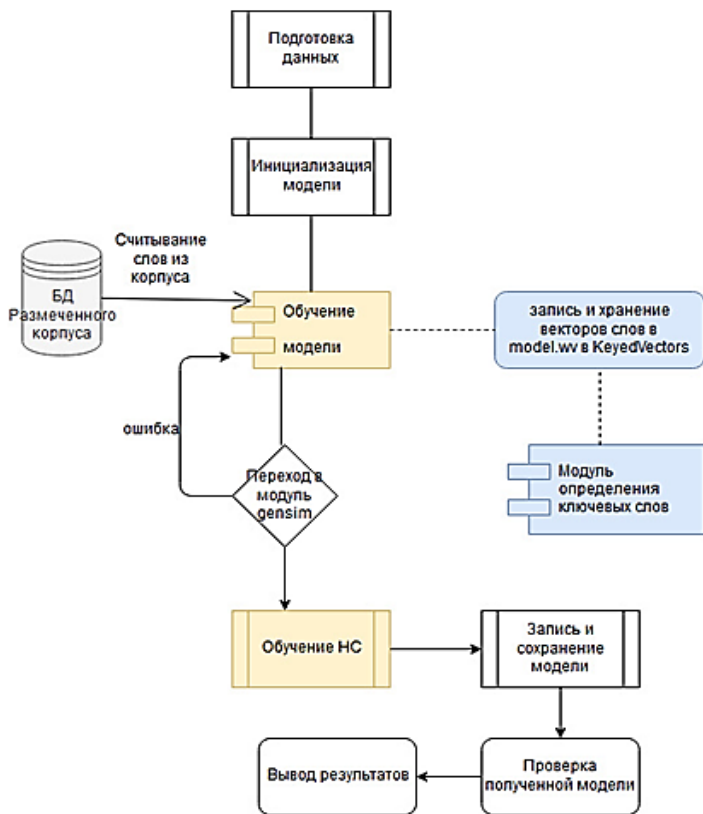 Подготовка
данных
Инициализация
модели
Считывание
слов из
корпуса
БД
Размеченного
корпуса
Обучение
модели
запись и хранение
векторов слов в
model.wv в KeyedVectors
ошибка
Переход в
модуль
gensim
Модуль
определения
ключевых слов
Обучение НС
Запись и
сохранение
модели
Проверка
полученной модели
Вывод результатов